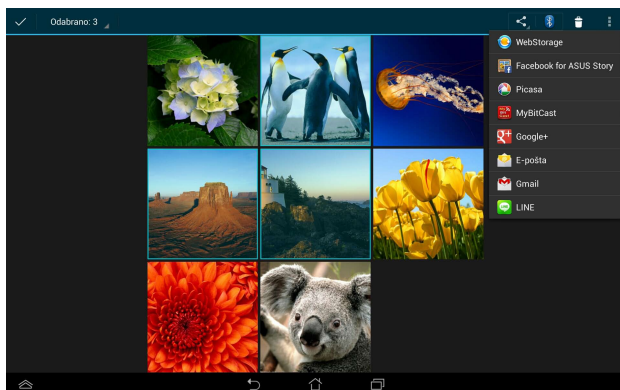 Odabrano: 3
WebStorage
Facebook for ASUS Story
Picasa
MyBitCast
Google+
E-pošta
Gmail
LINE